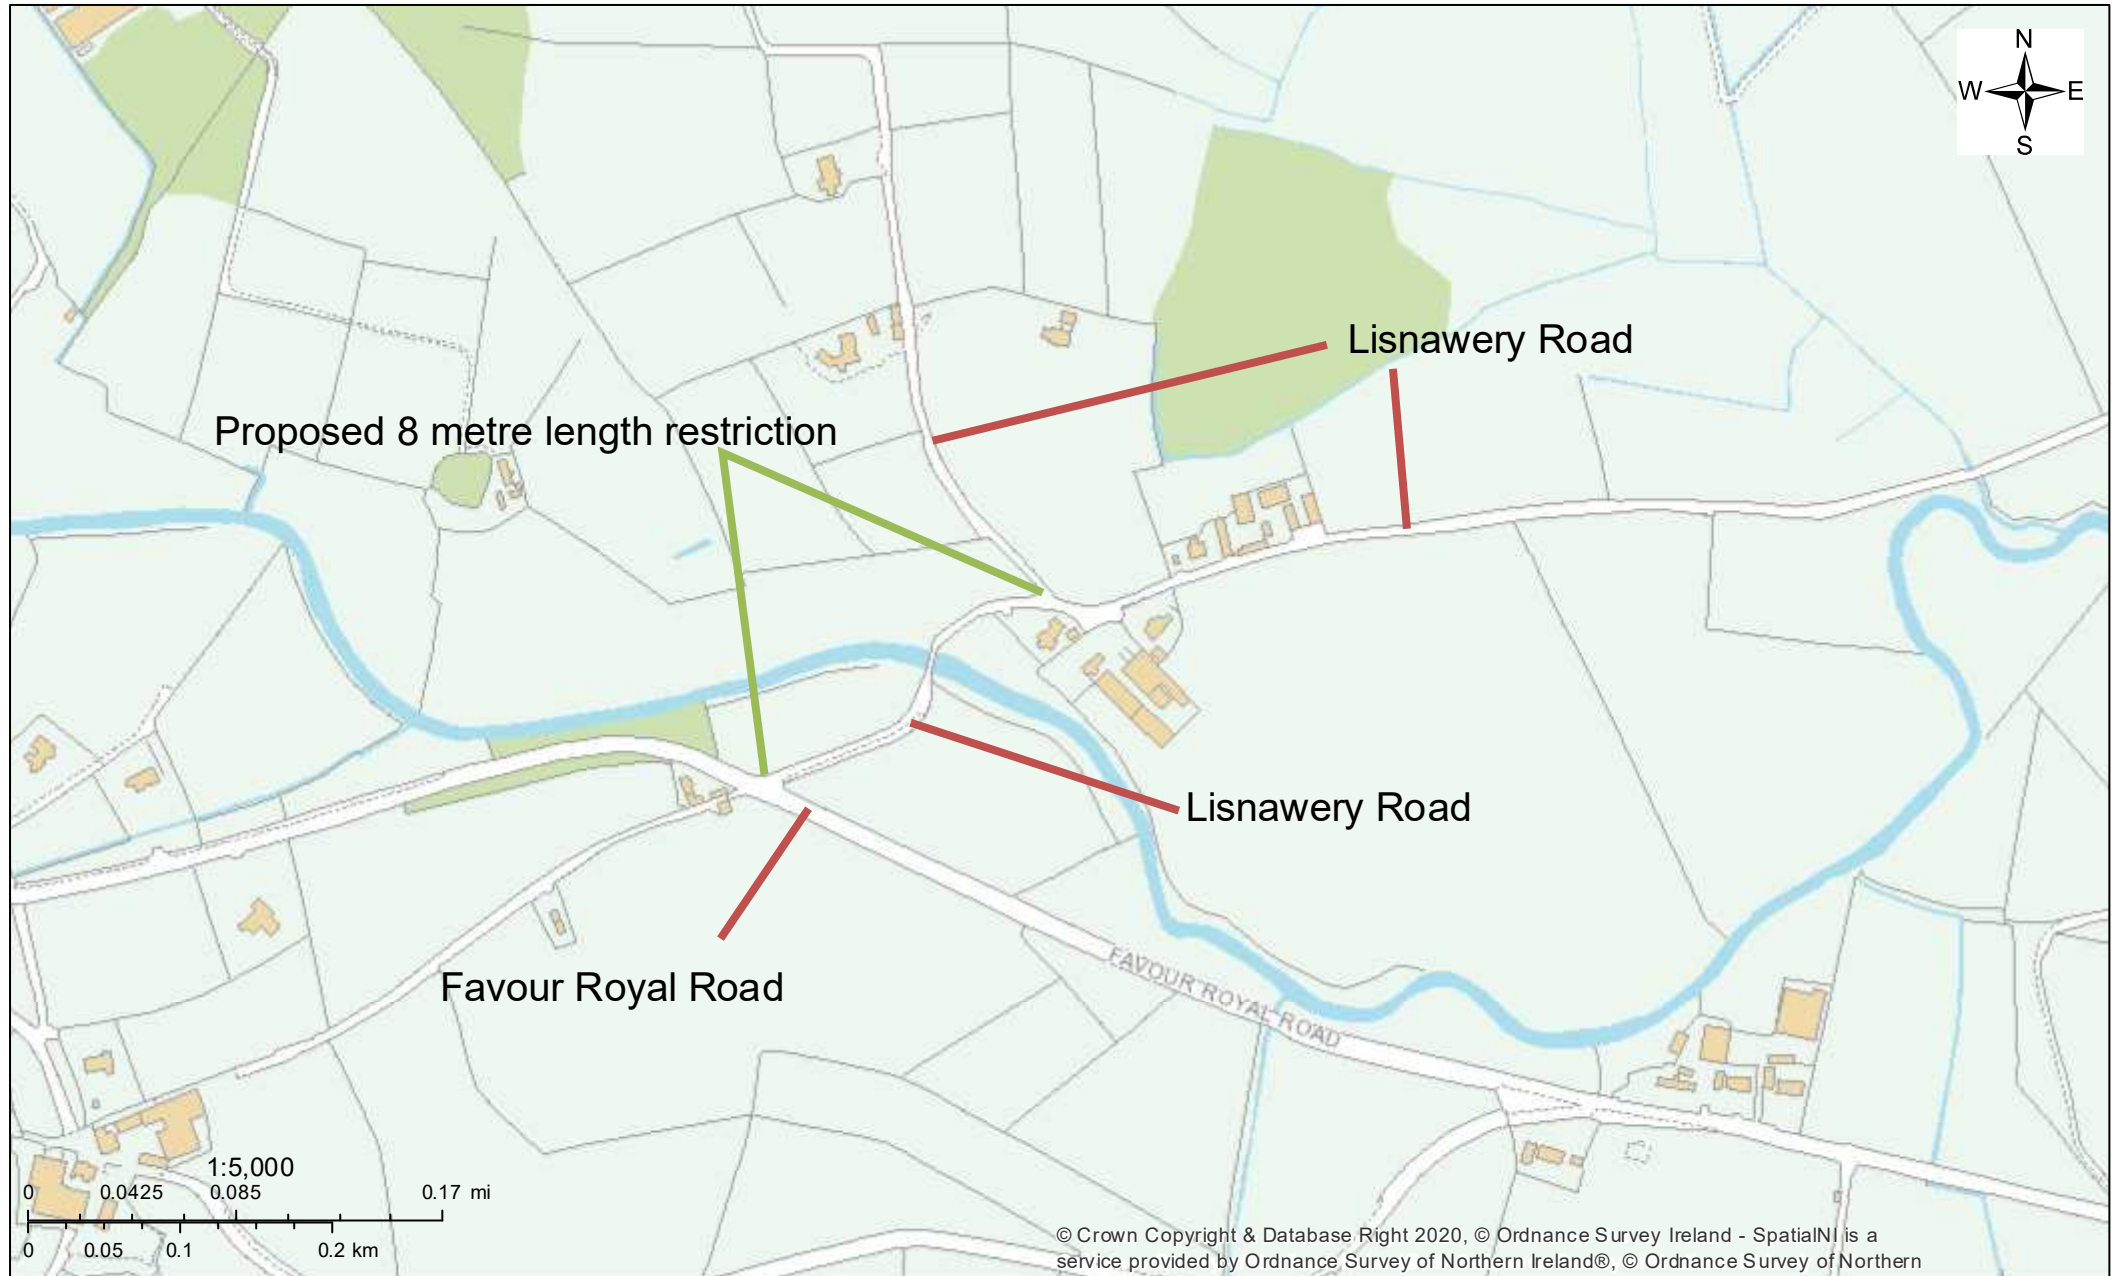 N
W E
S
Lisnawery Road
Proposed 8 metre length restriction
Lisnawery Road
Favour Royal Road
FAVOUR ROYAL ROAD
1:5,000
0 0.0425 0.085 0.17 mi
0 0.05 0.1 0.2 km
© Crown Copyright & Database Right 2020, © Ordnance Survey Ireland - SpatialNI is a
service provided by Ordnance Survey of Northern Ireland®, © Ordnance Survey of Northern